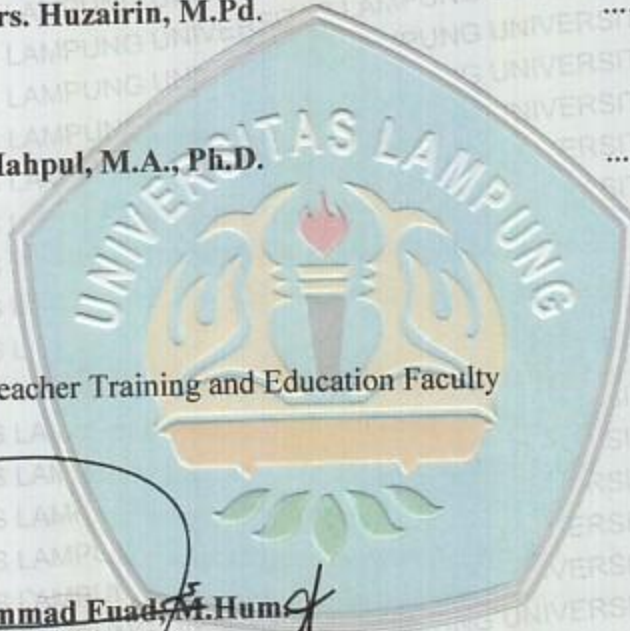 rs. Huzairin, M.Pd. ....
UNIVERSITAS LAMPUNG
ahpul, M.A., Ph.D. ...
eacher Training and Education Faculty
mmad Fuad, M.Hum.